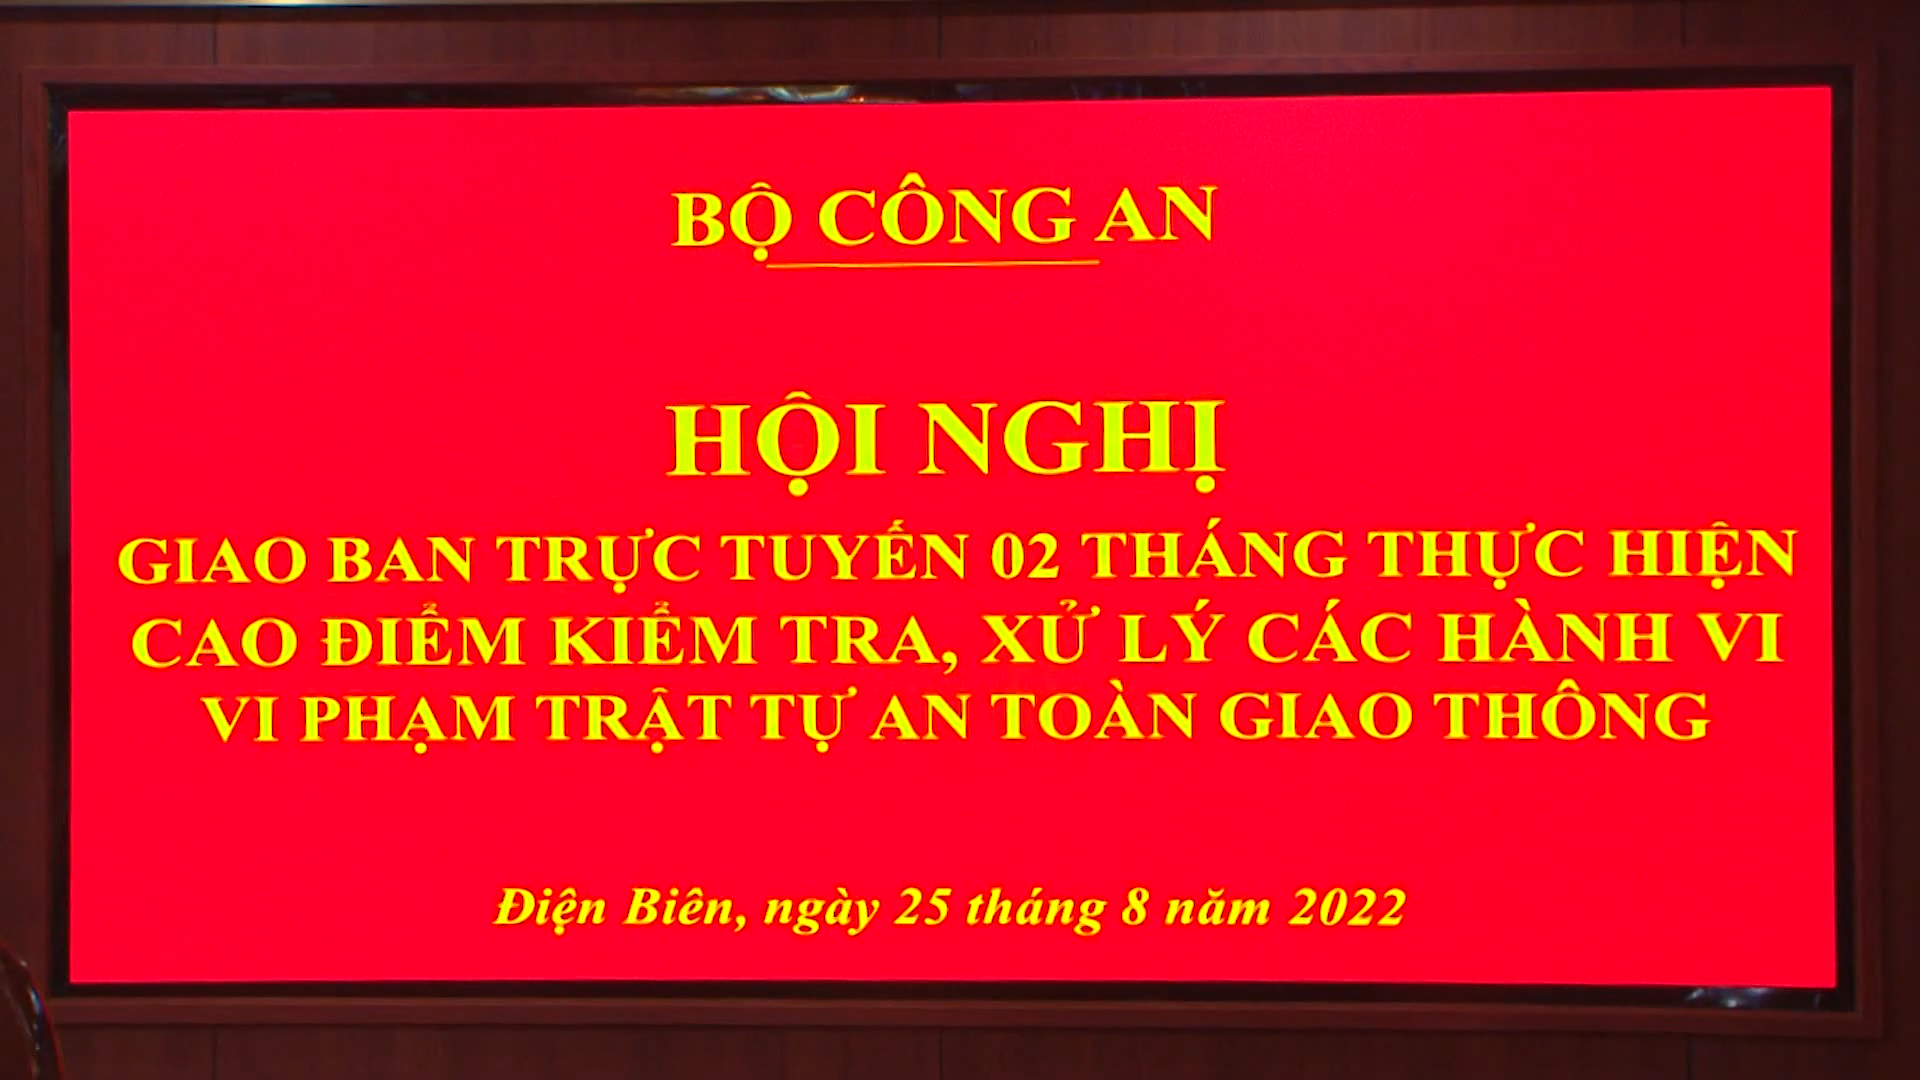 BỘ CÔNG AN
HỘI NGHỊ
GIAO BAN TRỰC TUYẾN 02 THÁNG THỰC HIỆN
CAO ĐIỂM KIỂM TRA, XỬ LÝ CÁC HÀNH VI
VI PHẠM TRẬT TỰ AN TOÀN GIAO THÔNG
Điện Biên, ngày 25 tháng 8 năm 2022